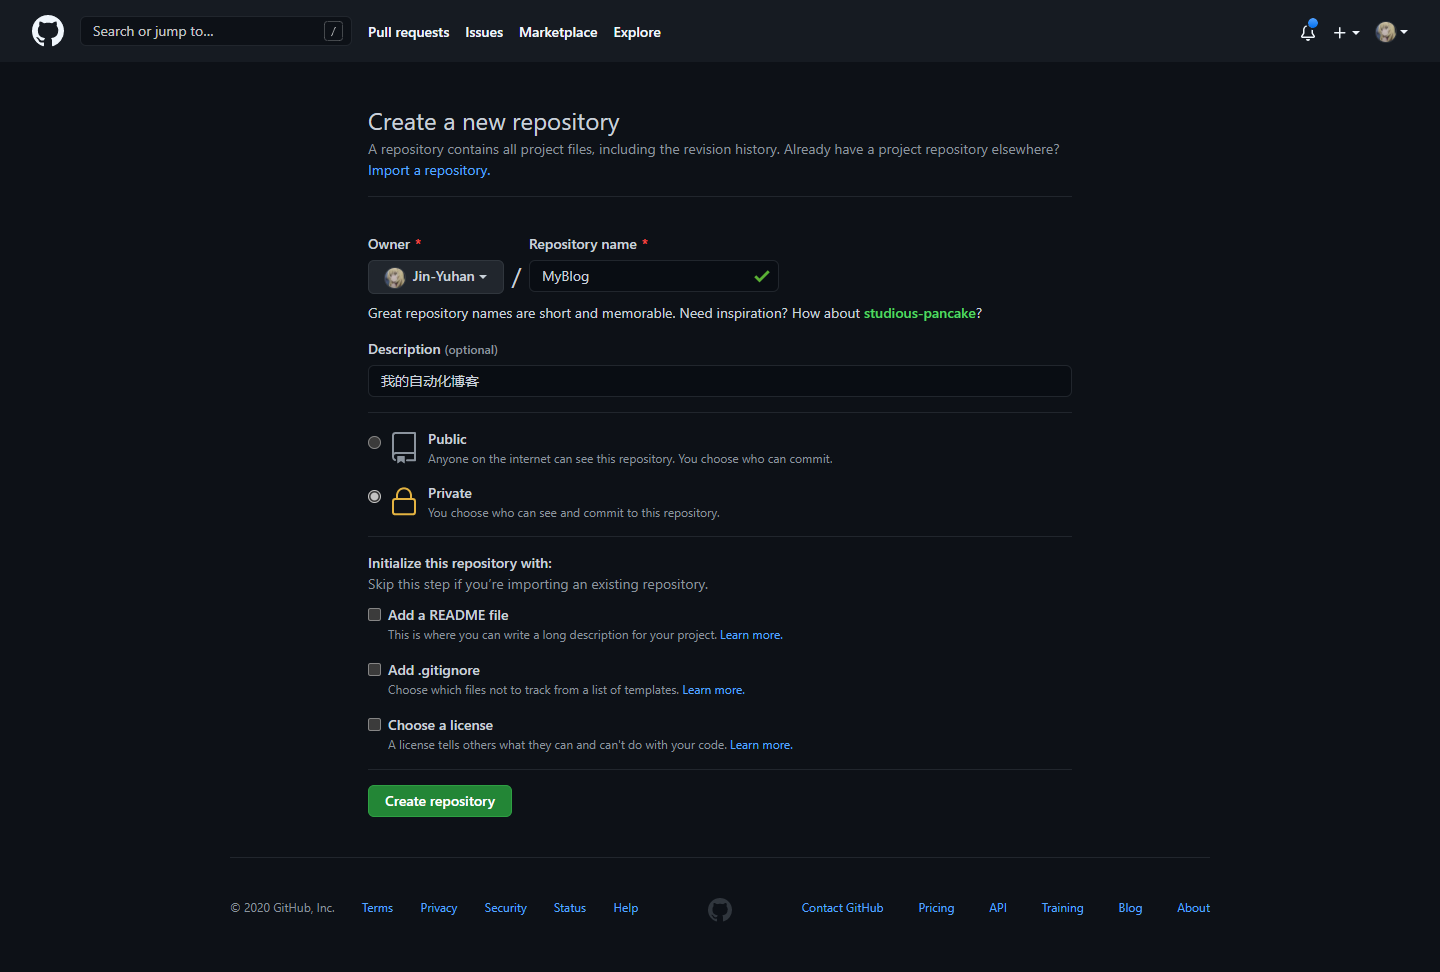 Search or jump to... /
Pull requests Issues Marketplace Explore
Create a new repository
A repository contains all project files, including the revision history. Already have a project repository elsewhere?
Import a repository.
Owner * Repository name *
Jin-Yuhan / MyBlog
Great repository names are short and memorable. Need inspiration? How about studious-pancake?
Description (optional)
我的自动化博客
Public
Anyone on the internet can see this repository. You choose who can commit.
Private
You choose who can see and commit to this repository.
Initialize this repository with:
Skip this step if you’re importing an existing repository.
Add a README file
This is where you can write a long description for your project. Learn more.
Add .gitignore
Choose which files not to track from a list of templates. Learn more.
Choose a license
A license tells others what they can and can't do with your code. Learn more.
Create repository
© 2020 GitHub, Inc. Terms Privacy Security Status Help Contact GitHub Pricing API Training Blog About